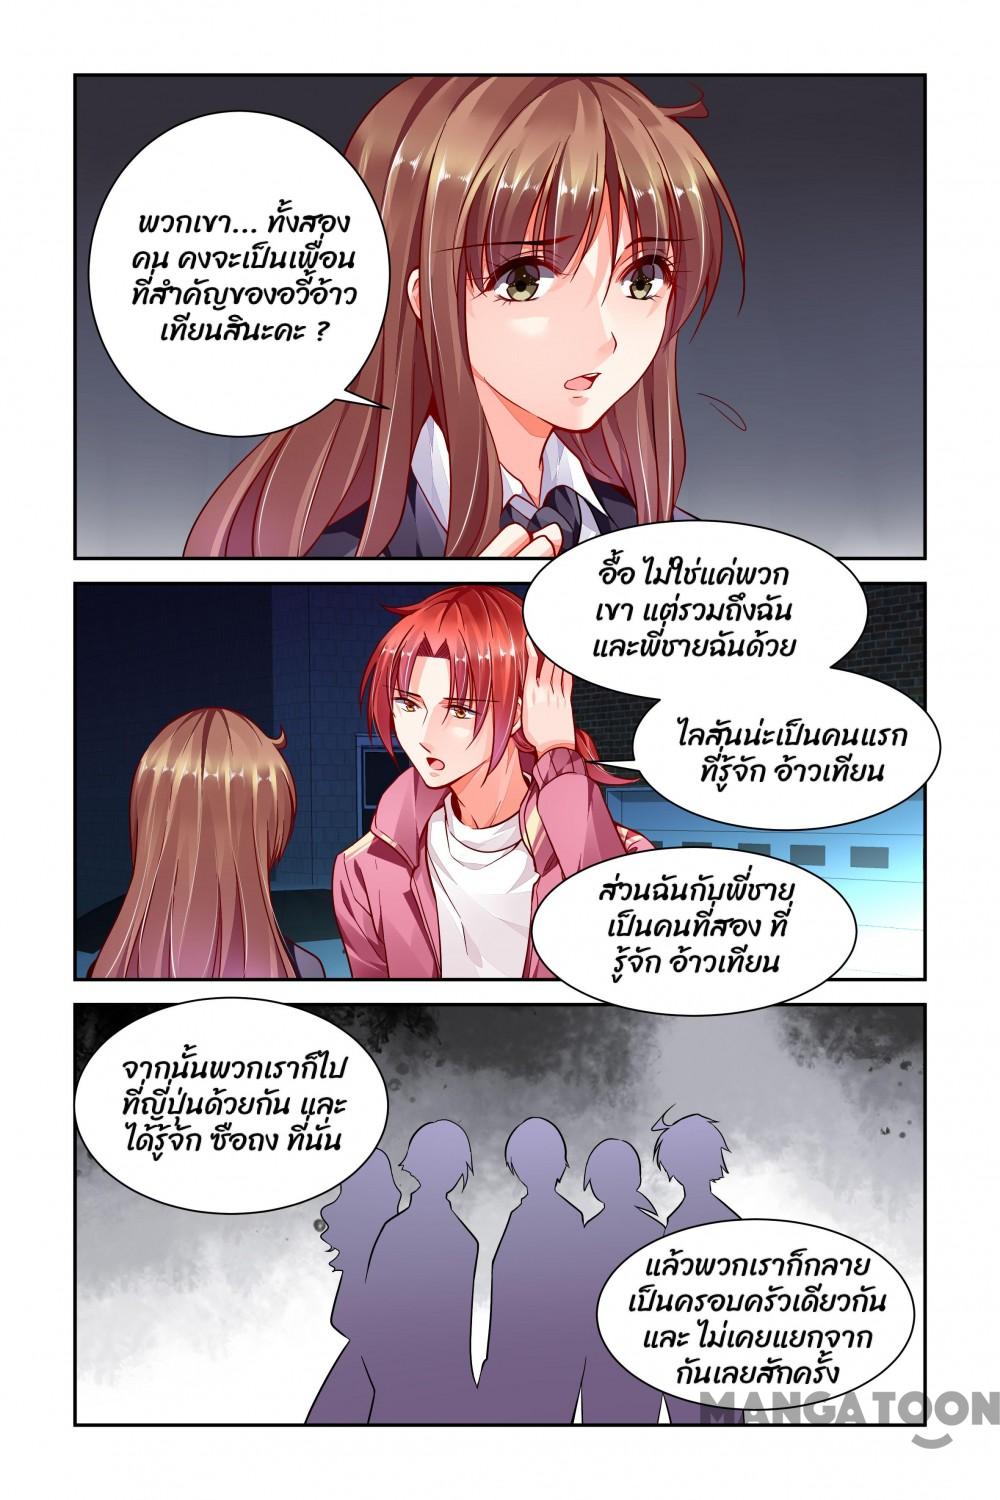 พวกเขา... ทั้งสอง
คน คงจะเป็นเพื่อน
ที่สำคัญของอวี้อ้าว
เทียนสินะคะ ?
อื้อ ไม่ใช่แค่พวก
เขา แต่รวมถึงฉัน
และพี่ชายฉันด้วย
ไลสันน่ะเป็นคนแรก
ที่รู้จัก อ้าวเทียน
ส่วนฉันกับพี่ชาย
เป็นคนที่สอง ที่
รู้จัก อ้าวเทียน
จากนั้นพวกเราก็ไป
ที่ญี่ปุ่นด้วยกัน และ
ได้รู้จัก ซือถง ที่นั่น
แล้วพวกเราก็กลาย
เป็นครอบครัวเดียวกัน
และ ไม่เคยแยกจาก
กันเลยสักครั้ง
MANGATOON